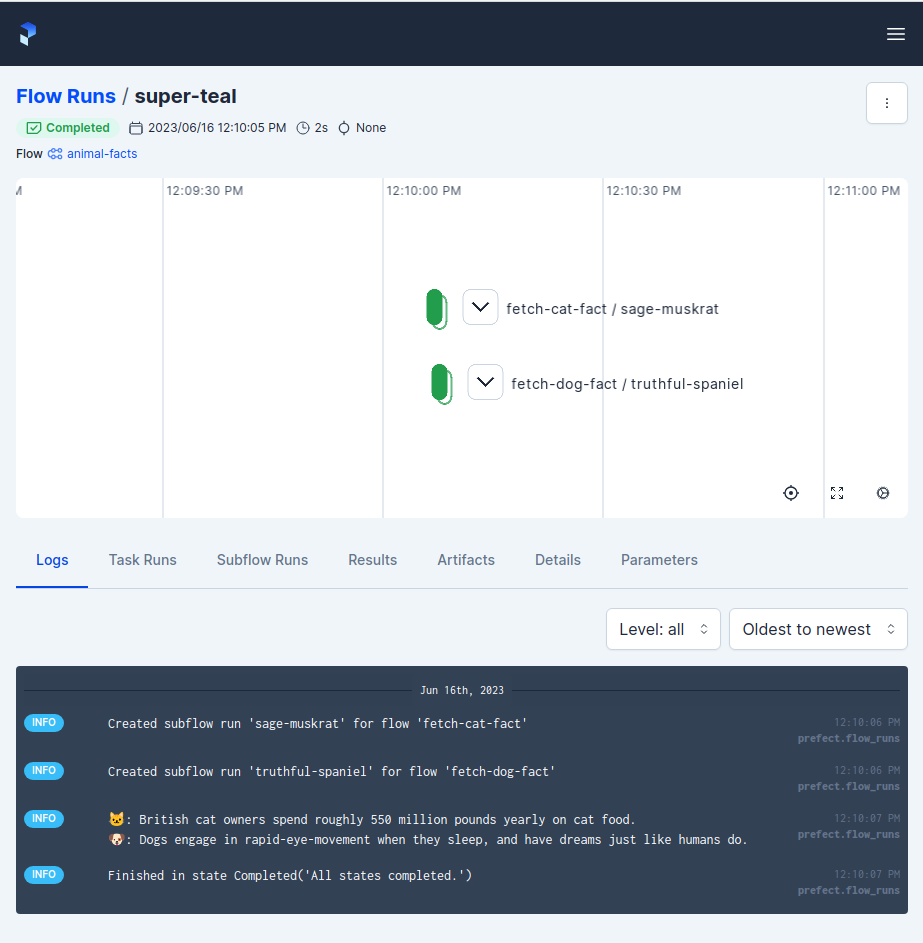 Flow Runs / super-teal
Completed 2023/06/16 12:10:05 PM 2s None
Flow animal-facts
M 12:09:30 PM 12:10:00 PM 12:10:30 PM 12:11:00 PM
fetch-cat-fact / sage-muskrat
fetch-dog-fact / truthful-spaniel
Logs Task Runs Subflow Runs Results Artifacts Details Parameters
Level: all Oldest to newest
Jun 16th, 2023
INFO Created subflow run 'sage-muskrat' for flow 'fetch-cat-fact' 12:10:06 PM
prefect.flow_runs
INFO Created subflow run 'truthful-spaniel' for flow 'fetch-dog-fact' 12:10:06 PM
prefect.flow_runs
INFO 🐱: British cat owners spend roughly 550 million pounds yearly on cat food. 12:10:07 PM
🐶: Dogs engage in rapid-eye-movement when they sleep, and have dreams just like humans do. prefect.flow_runs
INFO Finished in state Completed('All states completed.') 12:10:07 PM
prefect.flow_runs